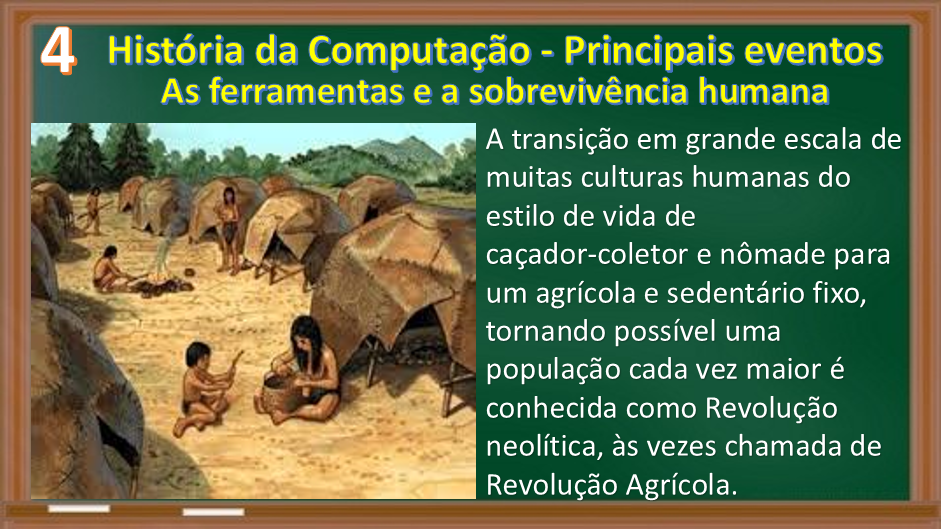 4
História da Computação - Principais eventos
As ferramentas e a sobrevivência humana
A transição em grande escala de
muitas culturas humanas do
estilo de vida de
caçador-coletor e nômade para
um agrícola e sedentário fixo,
tornando possível uma
população cada vez maior é
conhecida como Revolução
neolítica, às vezes chamada de
Revolução Agrícola.